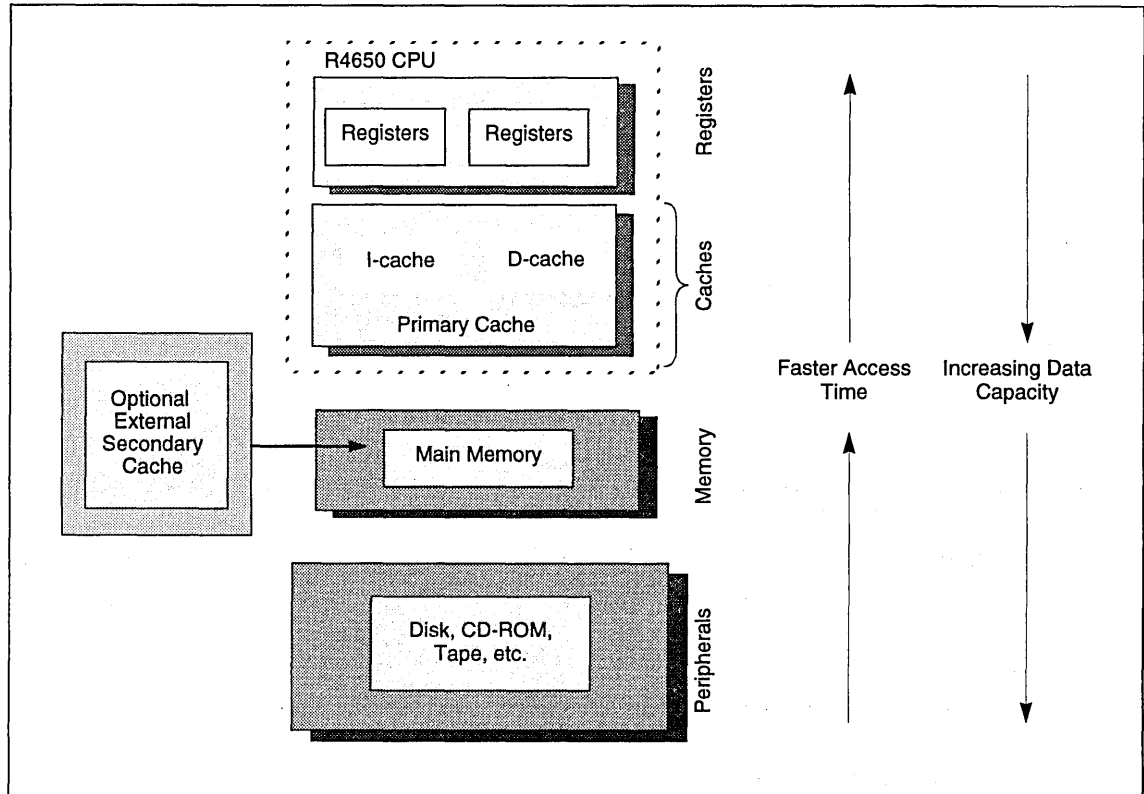 R4650 CPU
Registers
Registers
Registers
I-cache
D-cache
Primary Cache
Caches
Optional
External
Secondary
Cache
Main Memory
Memory
Disk, CD-ROM,
Tape, etc.
Peripherals
Faster Access
Time
Increasing Data
Capacity